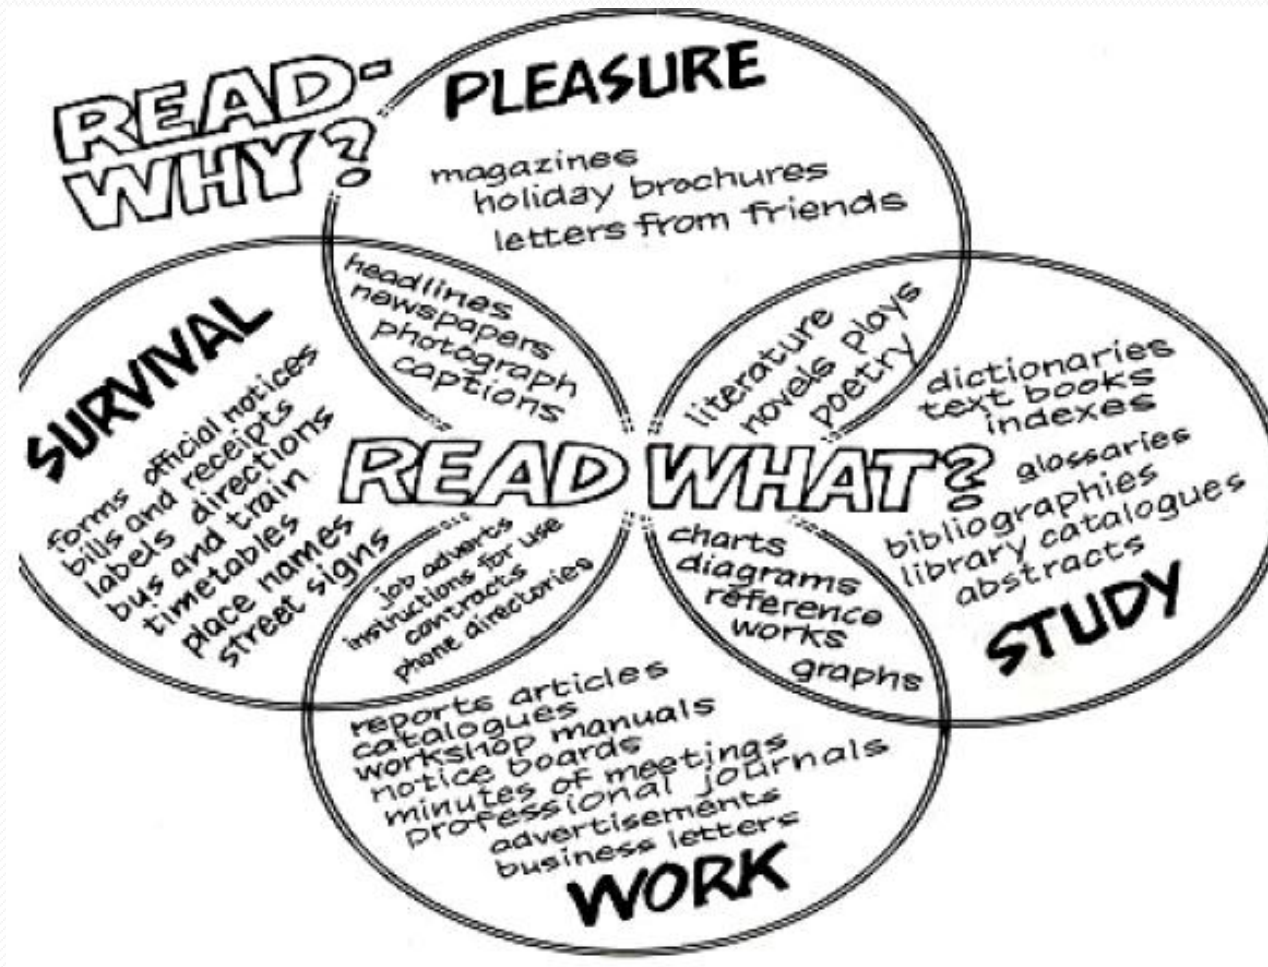 READ-
WHY?
PLEASURE
magazines
holiday brochures
letters from friends
headlines
newspapers
photograph
captions
literature
novels plays
poetry
SURVIVAL
forms official notices
bills and receipts
labels directions
bus and train
timetables
place names
street signs
dictionaries
text books
indexes
glossaries
bibliographies
library catalogues
abstracts
STUDY
READ WHAT?
job adverts
instructions for use
contracts
phone directories
charts
diagrams
reference
works
graphs
reports articles
catalogues
workshop manuals
notice boards
minutes of meetings
professional journals
advertisements
business letters
WORK